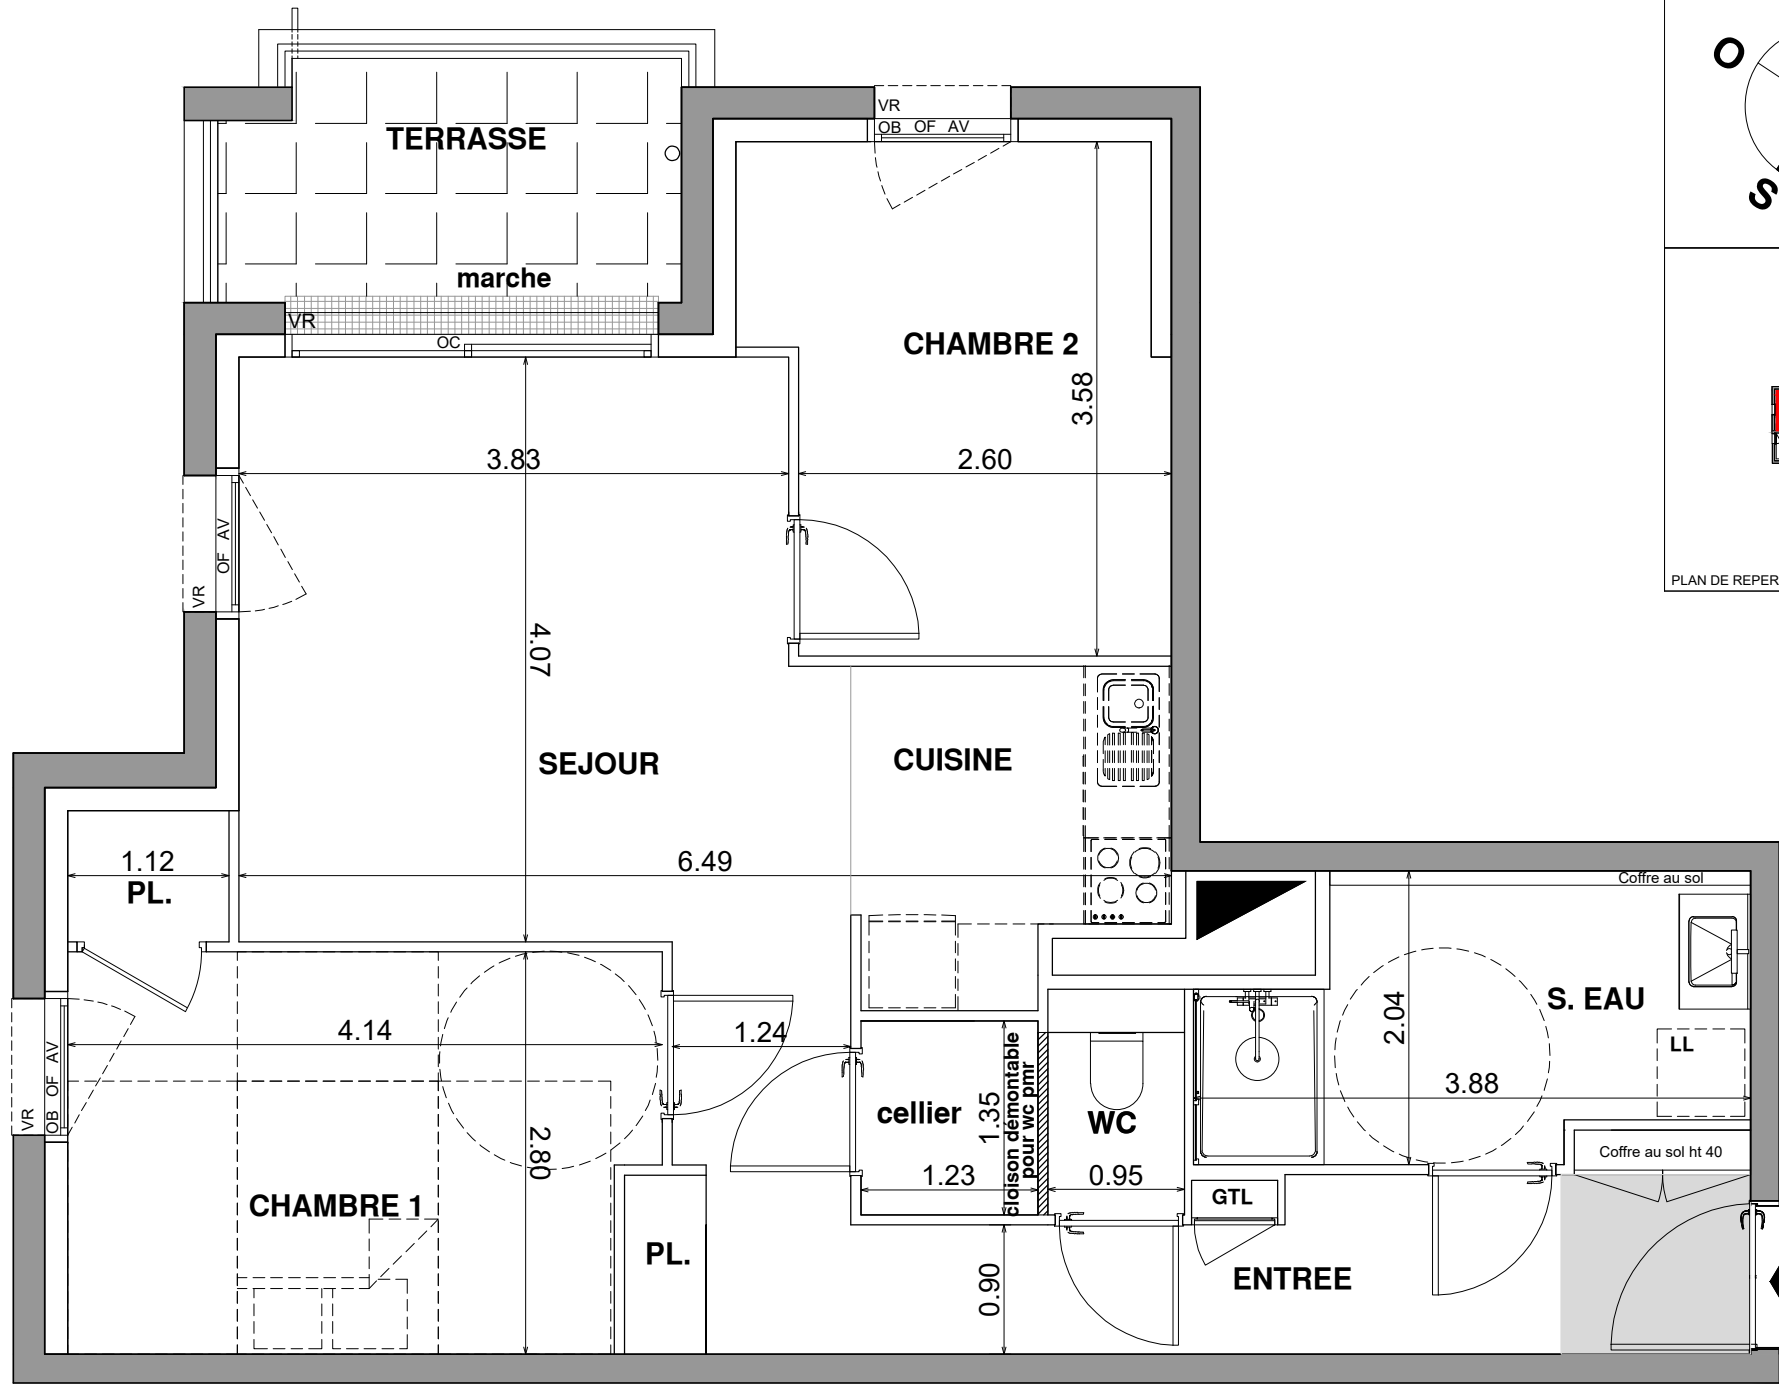 O
S
PLAN DE REPER
TERRASSE
marche
VR
OC
VR
OB OF AV
CHAMBRE 2
3.58
2.60
3.83
4.07
VR
OF AV
SEJOUR
CUISINE
6.49
1.12
PL.
4.14
VR
OB OF AV
2.80
CHAMBRE 1
PL.
1.24
cellier
1.35
1.23
cloison démontable
pour wc pmr
WC
0.95
0.90
GTL
ENTREE
Coffre au sol
S. EAU
2.04
3.88
LL
Coffre au sol ht 40